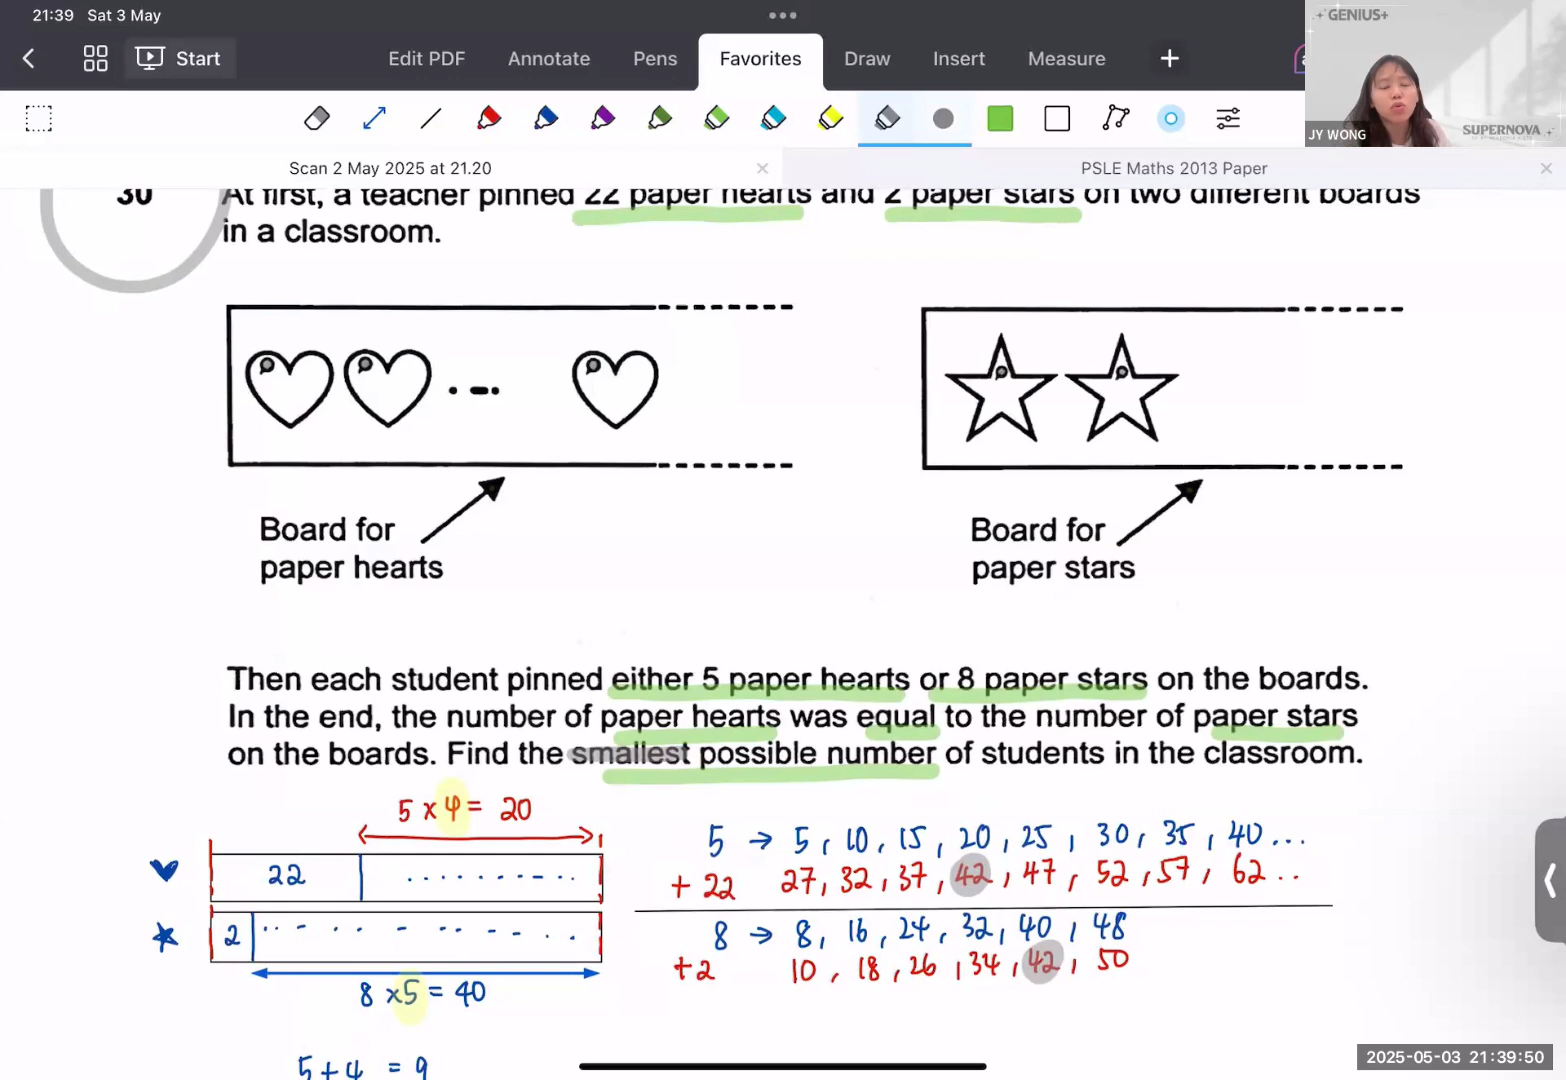 21:39 Sat 3 May
GENIUS+
Start
Edit PDF Annotate Pens Favorites Draw Insert Measure
JY WONG
SUPERNOVA
Scan 2 May 2025 at 21.20
PSLE Maths 2013 Paper
30 At first, a teacher pinned 22 paper hearts and 2 paper stars on two different boards
in a classroom.
Board for
paper hearts
Board for
paper stars
Then each student pinned either 5 paper hearts or 8 paper stars on the boards.
In the end, the number of paper hearts was equal to the number of paper stars
on the boards. Find the smallest possible number of students in the classroom.
5 × 4 = 20
22
2
8 × 5 = 40
5 + 4 = 9
5 → 5, 10, 15, 20, 25, 30, 35, 40...
+ 22 27, 32, 37, 42, 47, 52, 57, 62...
8 → 8, 16, 24, 32, 40, 48
+2 10, 18, 26, 34, 42, 50
2025-05-03 21:39:50